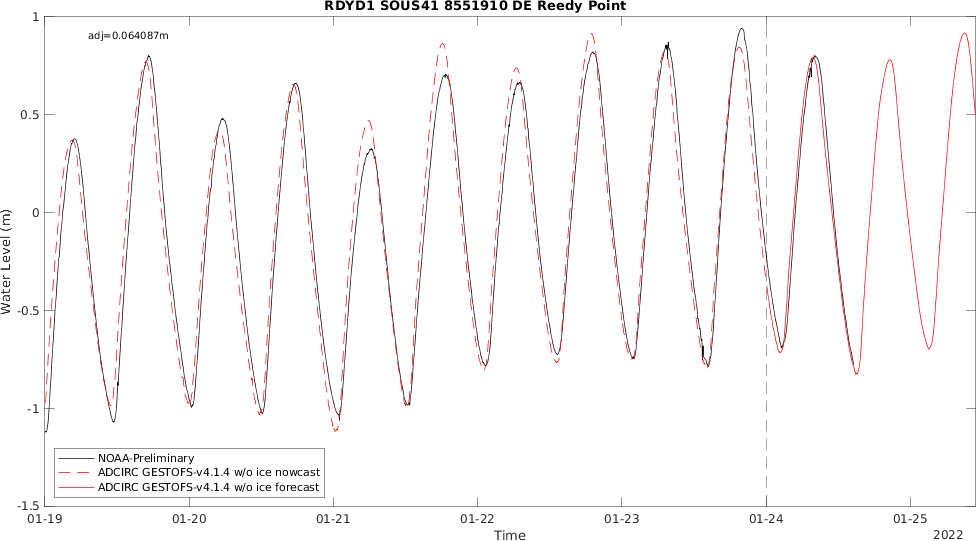 RDYD1 SOUS41 8551910 DE Reedy Point
adj=0.064087m
Water Level (m)
1
0.5
0
-0.5
-1
-1.5
NOAA-Preliminary
ADCIRC GESTOFS-v4.1.4 w/o ice nowcast
ADCIRC GESTOFS-v4.1.4 w/o ice forecast
01-19 01-20 01-21 01-22 01-23 01-24 01-25
Time
2022